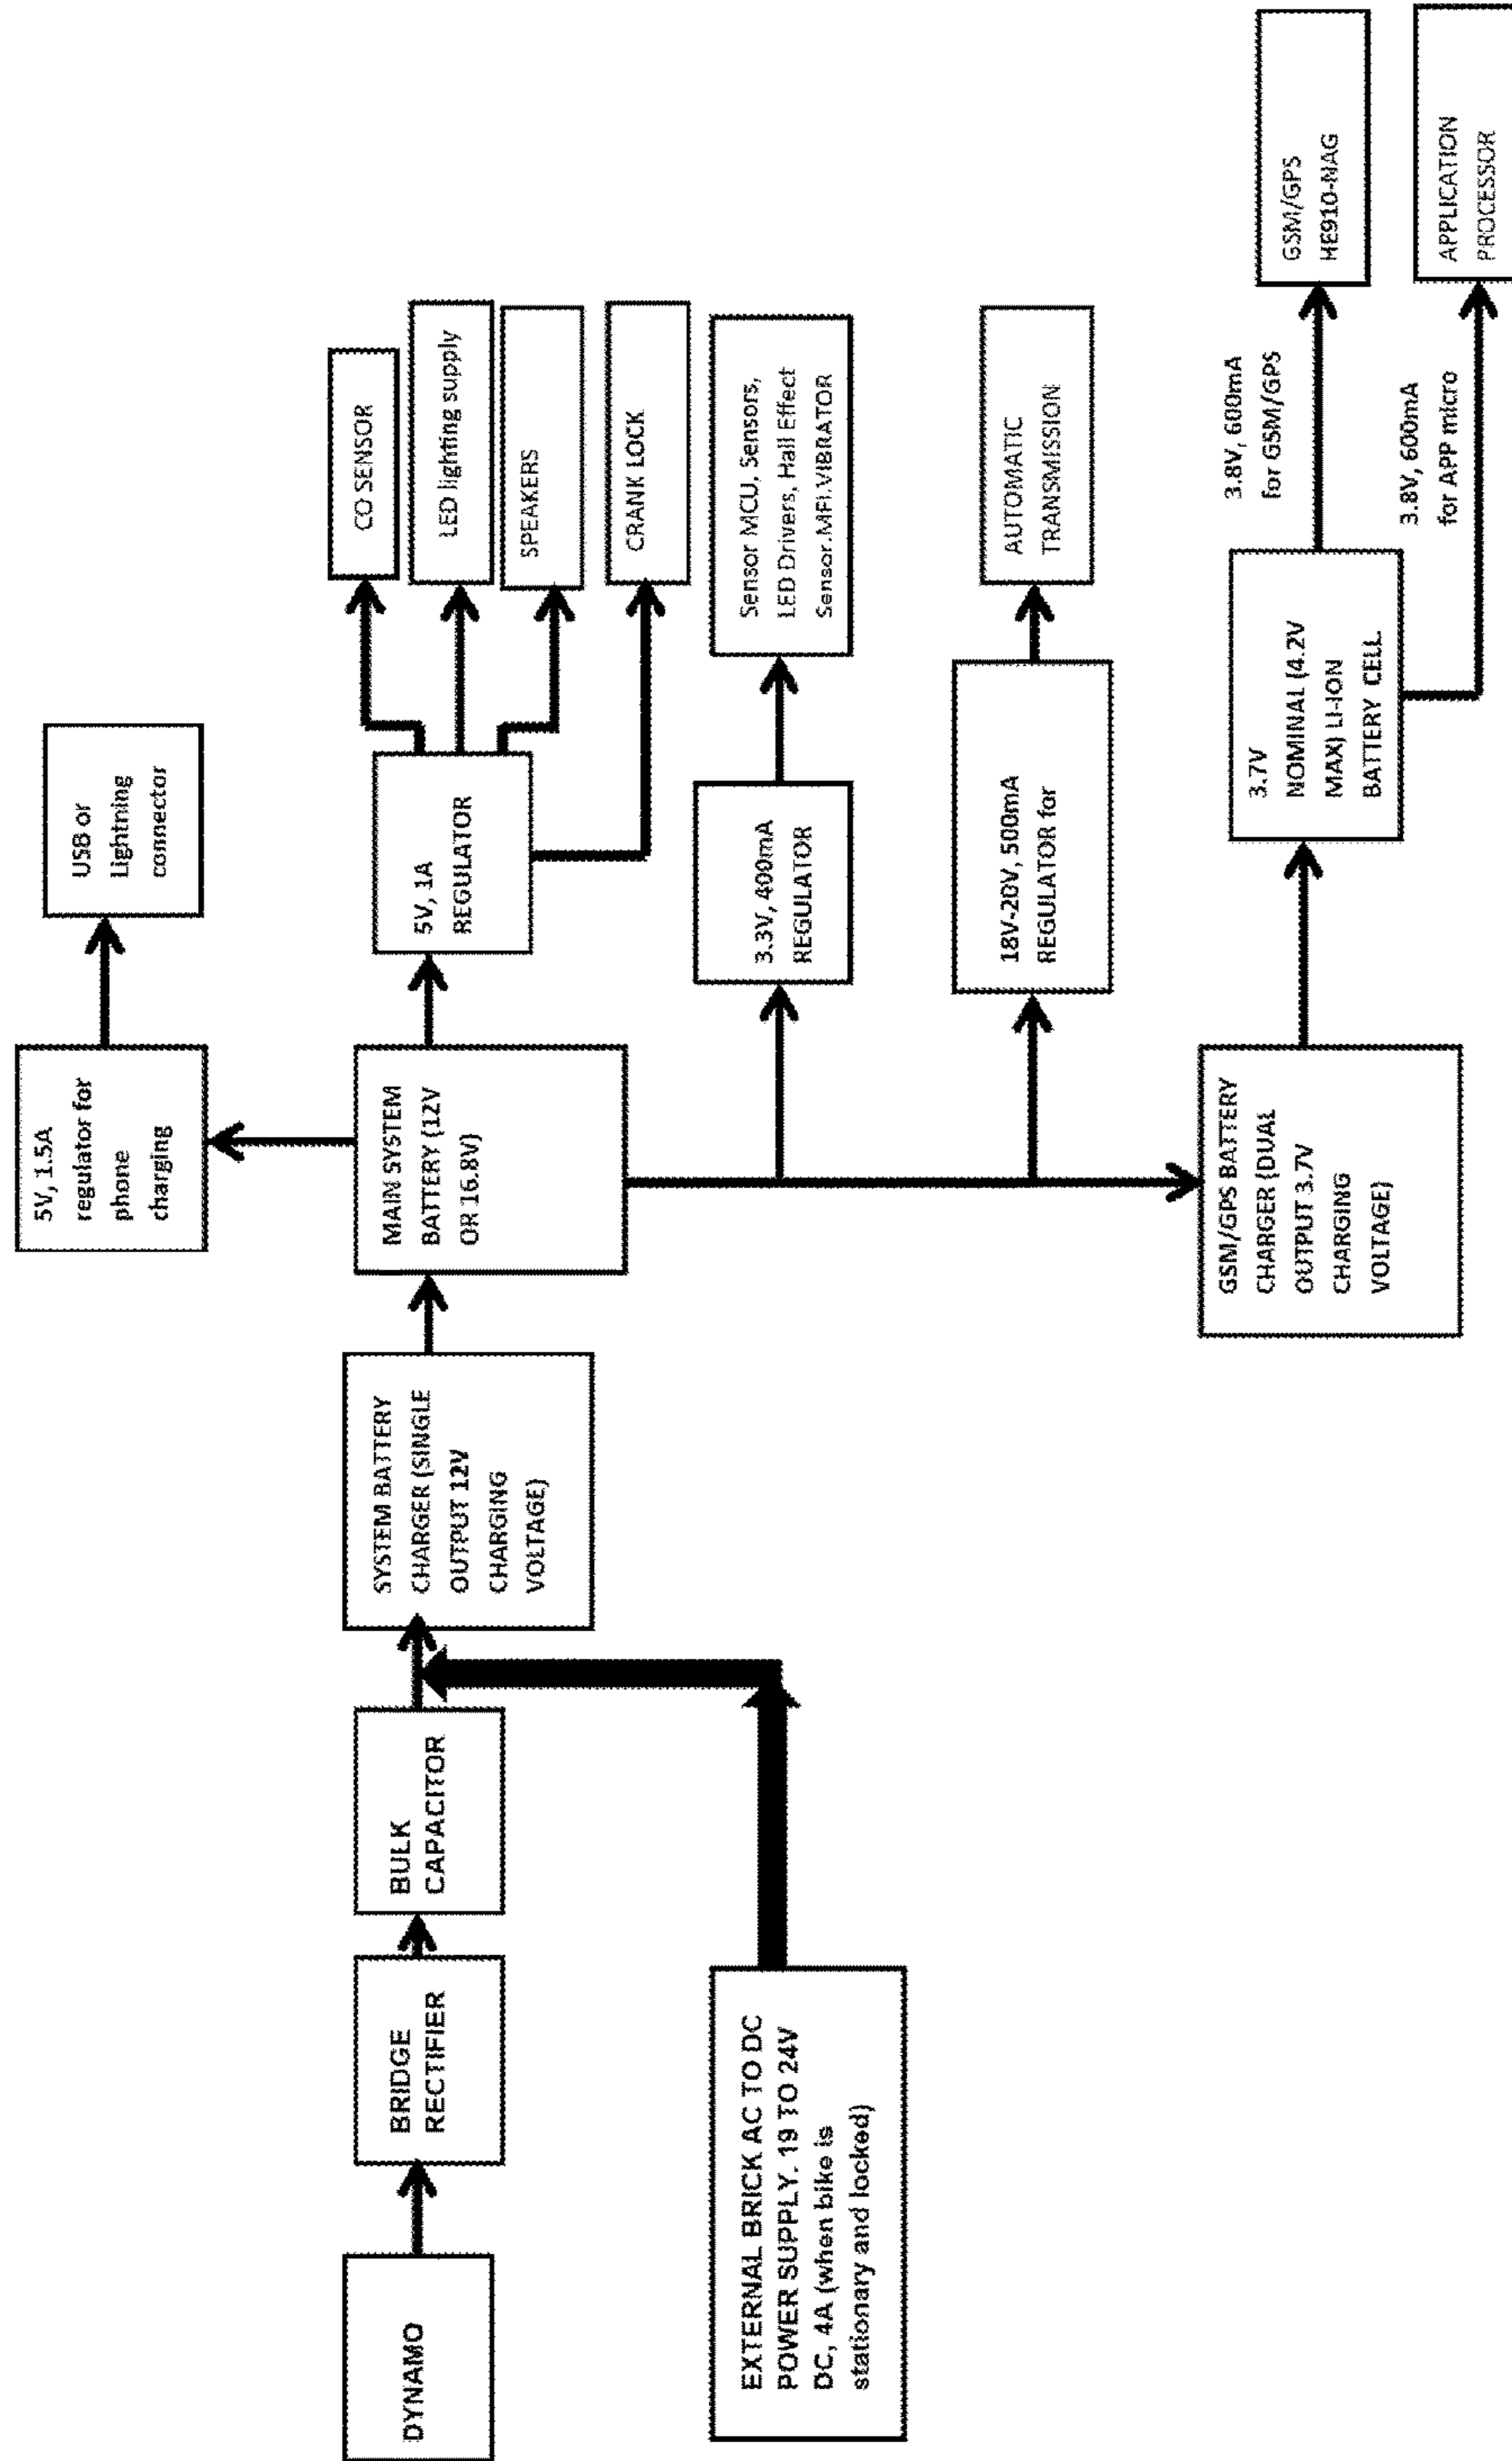 DYNAMO
BRIDGE
RECTIFIER
BULK
CAPACITOR
EXTERNAL BRICK AC TO DC
POWER SUPPLY. 19 TO 24V
DC, 4A (when bike is
stationary and locked)
SYSTEM BATTERY
CHARGER (SINGLE
OUTPUT 12V
CHARGING
VOLTAGE)
MAIN SYSTEM
BATTERY (12V
OR 16.8V)
5V, 1.5A
regulator for
phone
charging
USB or
Lightning
connector
5V, 1A
REGULATOR
CO SENSOR
LED lighting supply
SPEAKERS
CRANK LOCK
3.3V, 400mA
REGULATOR
Sensor MCU, Sensors,
LED Drivers, Hall Effect
Sensor.MFI.VIBRATOR
18V-20V, 500mA
REGULATOR for
AUTOMATIC
TRANSMISSION
GSM/GPS BATTERY
CHARGER (DUAL
OUTPUT 3.7V
CHARGING
VOLTAGE)
3.7V
NOMINAL (4.2V
MAX) LI-ION
BATTERY CELL
3.8V, 600mA
for GSM/GPS
GSM/GPS
HE910-NAG
3.8V, 600mA
for APP micro
APPLICATION
PROCESSOR